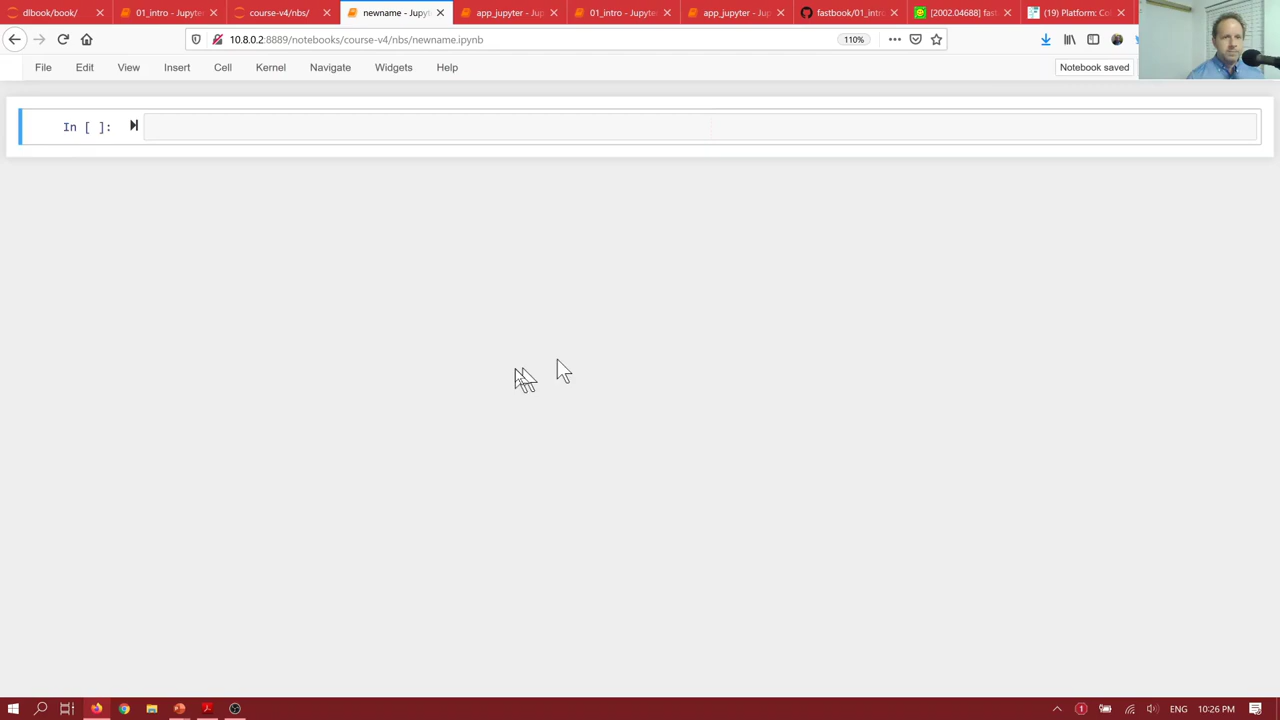 dlbook/book/ 01_intro - Jupyte course-v4/nbs/ newname - Jupyt app_jupyter - Jup 01_intro - Jupyte app_jupyter - Jup fastbook/01_intro [2002.04688] fas (19) Platform: Co
10.8.0.2:8889/notebooks/course-v4/nbs/newname.ipynb 110%
File Edit View Insert Cell Kernel Navigate Widgets Help Notebook saved
In [ ]:
1 ENG 10:26 PM